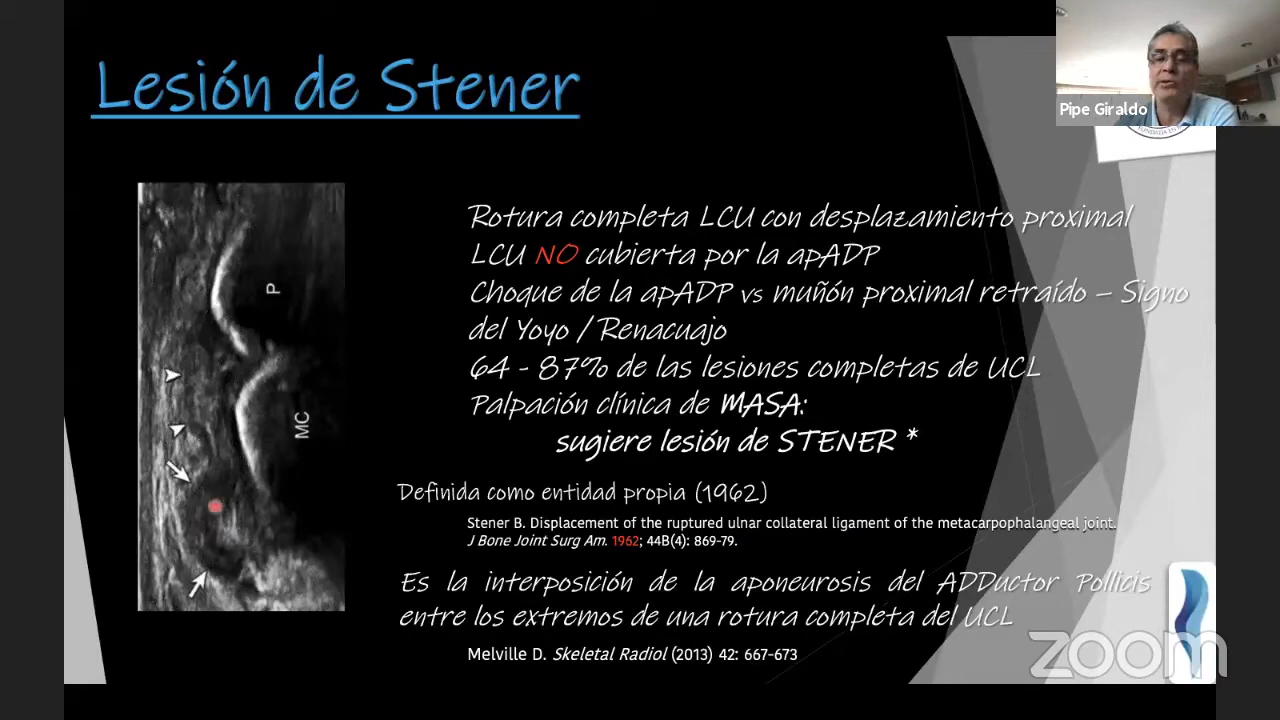 Lesión de Stener
Pipe Giraldo
Rotura completa LCU con desplazamiento proximal
LCU NO cubierta por la apADP
Choque de la apADP vs muñón proximal retraído – Signo
del Yoyo / Renacuajo
64 - 87% de las lesiones completas de UCL
Palpación clínica de MASA:
sugiere lesión de STENER *
P
MC
Definida como entidad propia (1962)
Stener B. Displacement of the ruptured ulnar collateral ligament of the metacarpophalangeal joint.
J Bone Joint Surg Am. 1962; 44B(4): 869-79.
Es la interposición de la aponeurosis del ADDuctor Pollicis
entre los extremos de una rotura completa del UCL
Melville D. Skeletal Radiol (2013) 42: 667-673
zoom